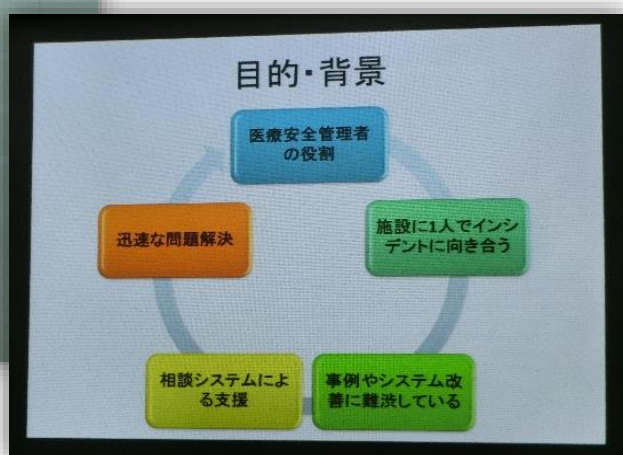 目的・背景
医療安全管理者
の役割
施設に1人でインシ
デントに向き合う
事例やシステム改
善に難渋している
相談システムによ
る支援
迅速な問題解決